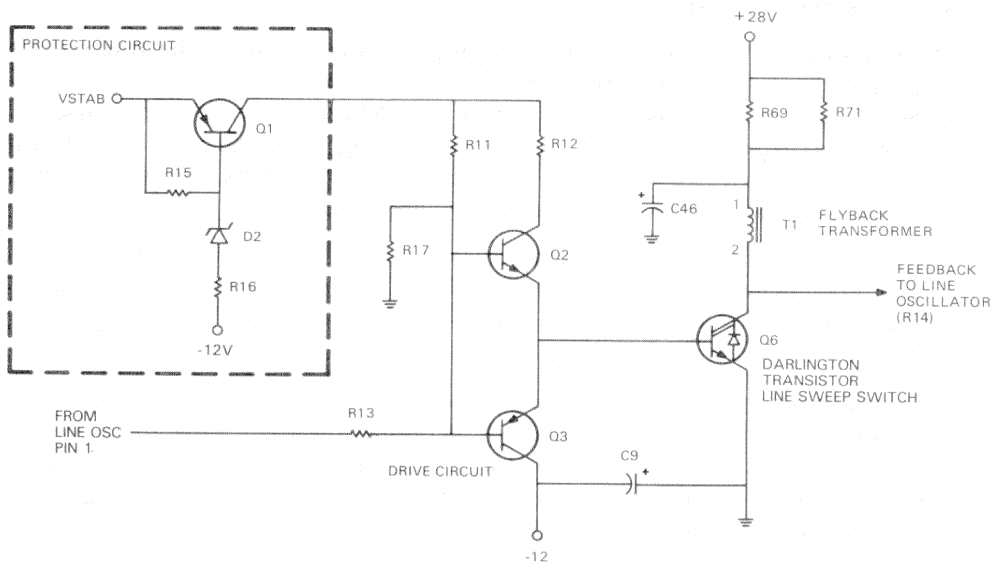 +28V
PROTECTION CIRCUIT
VSTAB
Q1
R69
R71
R11
R12
R15
C46
+
1
T1
FLYBACK
TRANSFORMER
2
D2
R17
Q2
R16
FEEDBACK
TO LINE
OSCILLATOR
(R14)
-12V
Q6
DARLINGTON
TRANSISTOR
LINE SWEEP SWITCH
FROM
LINE OSC
PIN 1
R13
Q3
DRIVE CIRCUIT
C9
+
-12